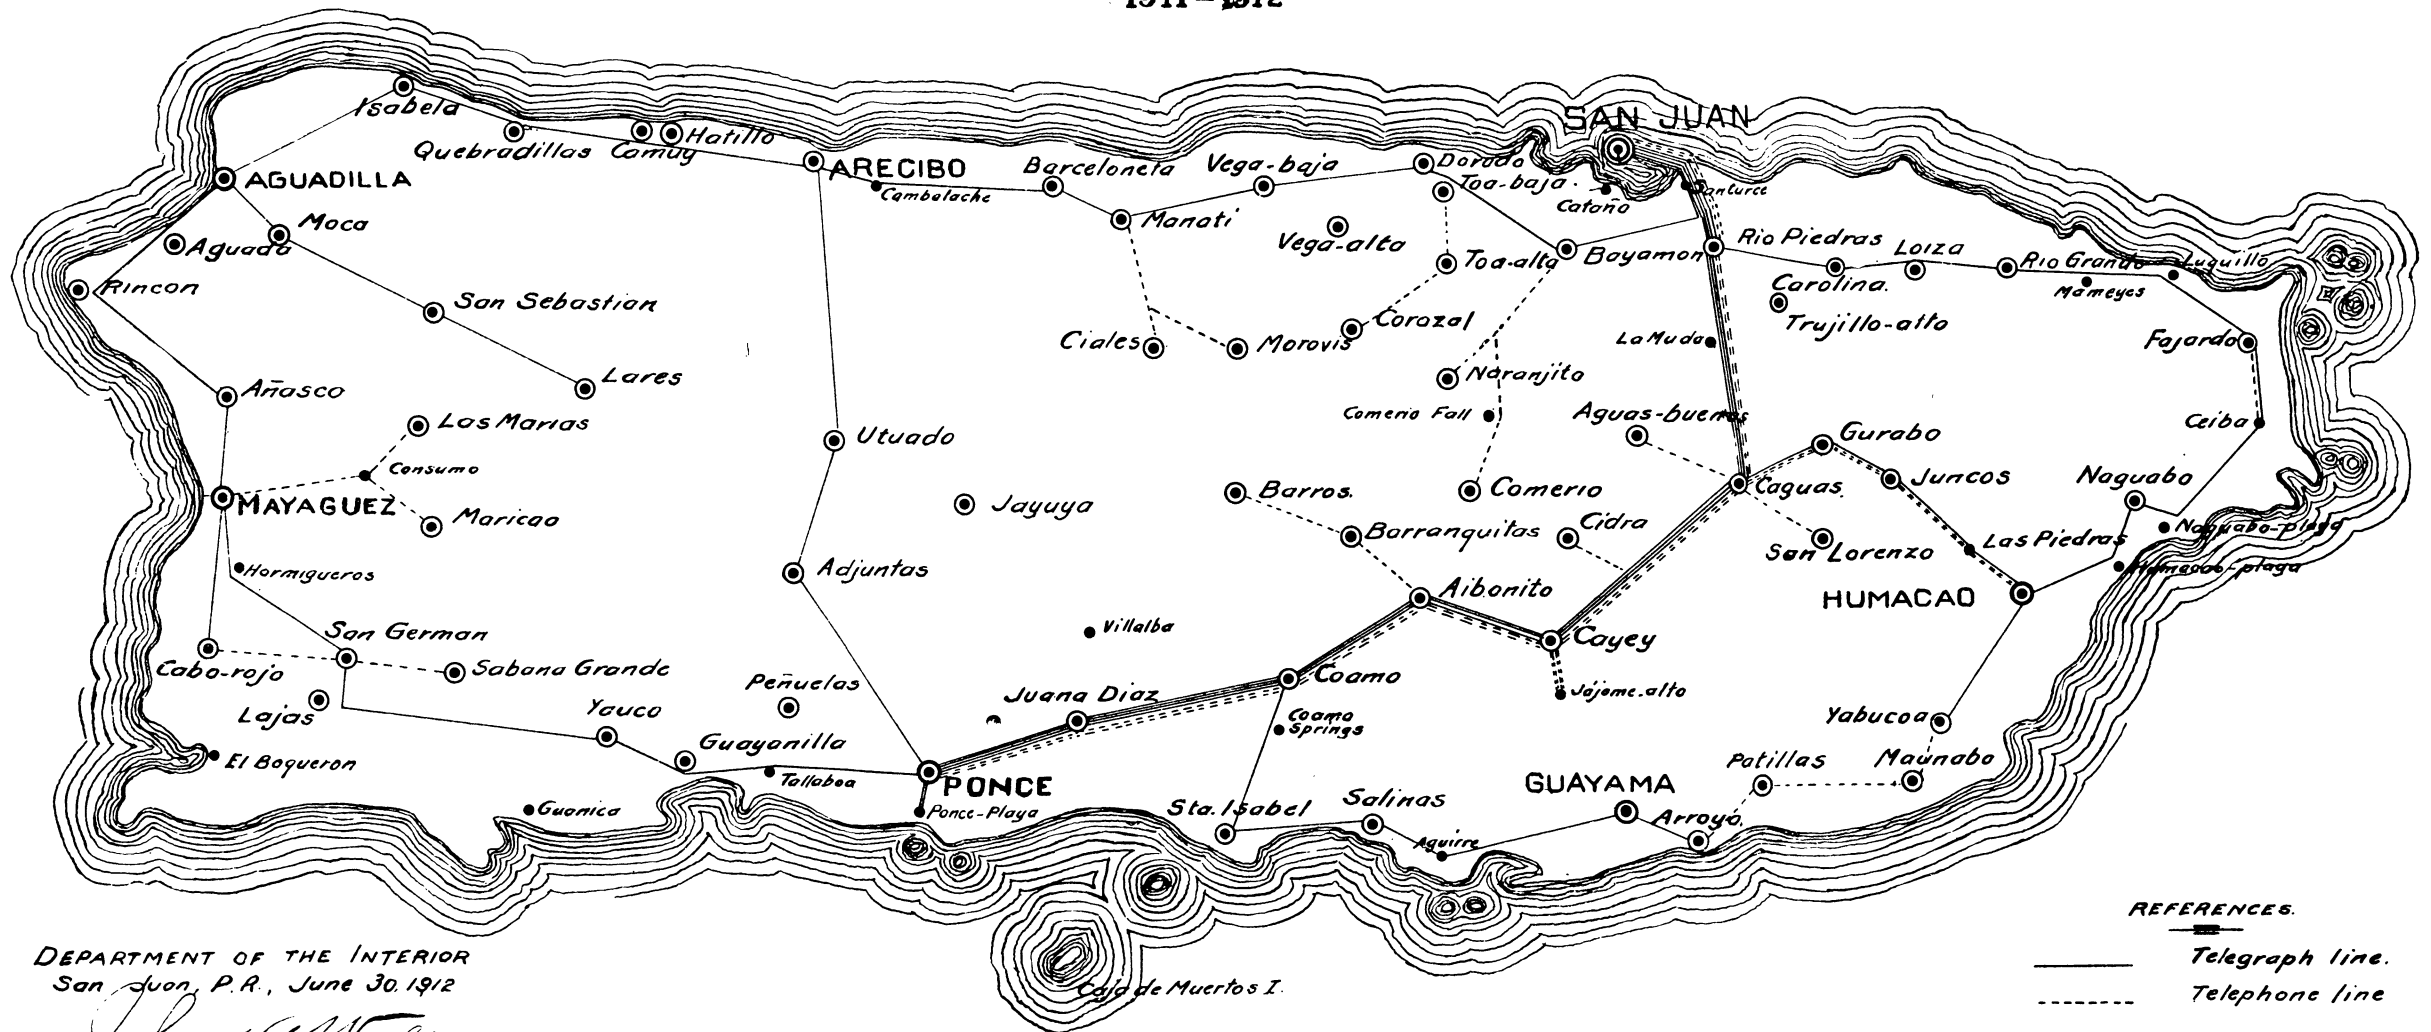 1911-1912
SAN JUAN
Isabela
Quebradillas
Camuy
Hatillo
ARECIBO
Cambalache
Barceloneta
Vega-baja
Dorado
Toa-baja.
Cataño
Santurce
AGUADILLA
Moca
Aguada
Manati
Vega-alta
Toa-alta
Bayamon
Rio Piedras
Loiza
Rio Grande
Luquillo
Mameyes
Carolina.
Trujillo-alto
Rincon
San Sebastian
Ciales
Morovis
Corozal
La Muda
Fajardo
Añasco
Lares
Naranjito
Las Marias
Comerio Fall
Aguas-buenas
Ceiba
Utuado
Gurabo
Consumo
Juncos
Naguabo
MAYAGUEZ
Maricao
Jayuya
Barros.
Comerio
Caguas.
Barranquitas
Cidra
San Lorenzo
Las Piedras
Naguabo-playa
Hormigueros
Adjuntas
Aibonito
HUMACAO
Humacao-playa
San German
Villalba
Cayey
Cabo-rojo
Sabana Grande
Peñuelas
Juana Diaz
Coamo
Jájome-alto
Lajas
Yauco
Coamo
Springs
Yabucoa
El Boqueron
Guayanilla
Tallaboa
PONCE
Ponce-Playa
Guanica
Sta. Isabel
Salinas
Aguirre
GUAYAMA
Arroyo.
Patillas
Maunabo
Caja de Muertos I.
DEPARTMENT OF THE INTERIOR
San Juan, P.R., June 30, 1912
REFERENCES.
Telegraph line.
Telephone line